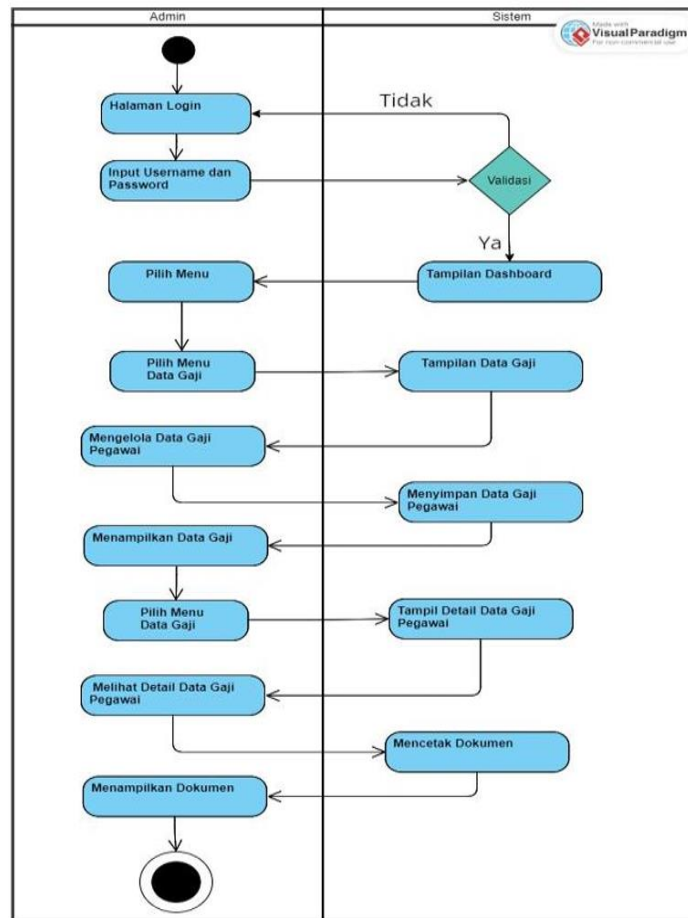 Admin
Sistem
Made with
Visual Paradigm
For non-commercial use
Halaman Login
Tidak
Input Username dan
Password
Validasi
Ya
Pilih Menu
Tampilan Dashboard
Pilih Menu
Data Gaji
Tampilan Data Gaji
Mengelola Data Gaji
Pegawai
Menyimpan Data Gaji
Pegawai
Menampilkan Data Gaji
Pilih Menu
Data Gaji
Tampil Detail Data Gaji
Pegawai
Melihat Detail Data Gaji
Pegawai
Mencetak Dokumen
Menampilkan Dokumen